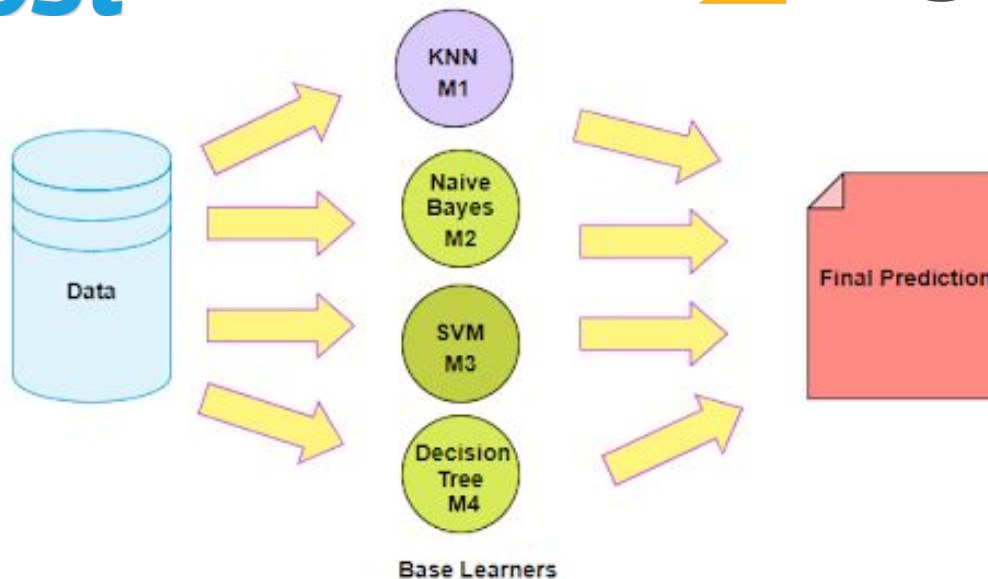 KNN
M1
Naive
Bayes
M2
Data
SVM
M3
Final Prediction
Decision
Tree
M4
Base Learners